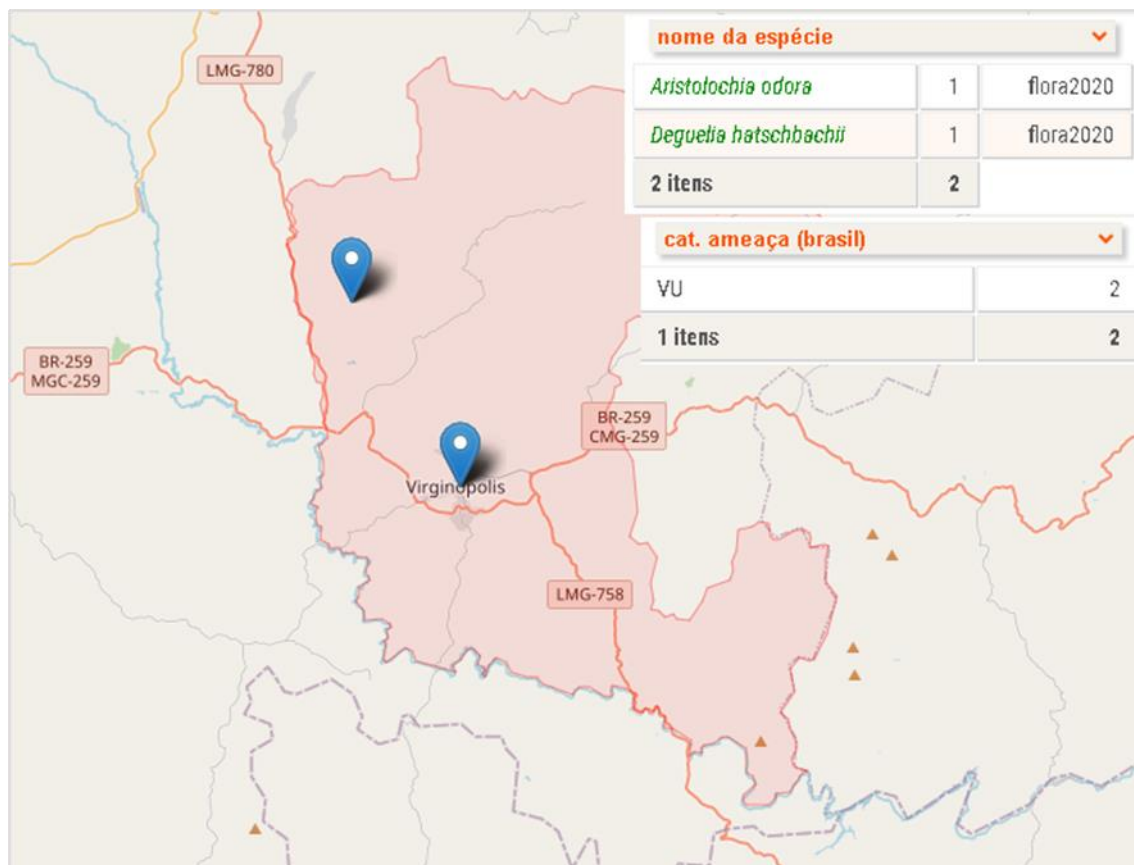 LMG-780
nome da espécie
Aristolochia odora 1 flora2020
Deguelia hatschbachii 1 flora2020
2 itens 2
cat. ameaça (brasil)
VU 2
1 itens 2
BR-259
MGC-259
BR-259
CMG-259
Virginópolis
LMG-758